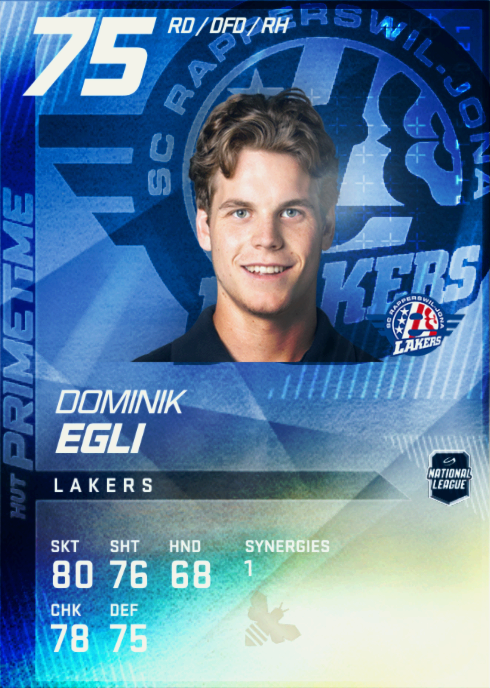 75
RD / DFD / RH
SC RAPPERSWIL-JONA
LAKERS
SC RAPPERSWIL-JONA
LAKERS
HUT PRIMETIME
DOMINIK
EGLI
LAKERS
NATIONAL
LEAGUE
SKT SHT HND SYNERGIES
80 76 68 1
CHK DEF
78 75